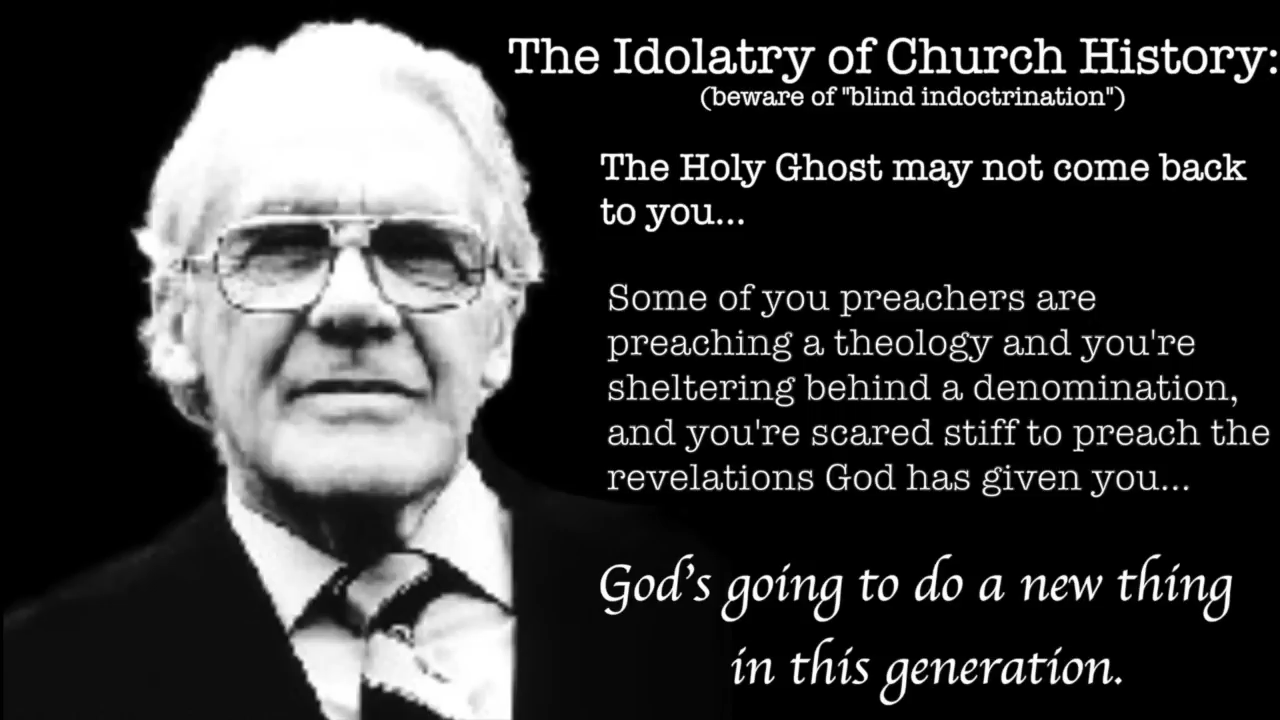 The Idolatry of Church History:
(beware of "blind indoctrination")
The Holy Ghost may not come back
to you...
Some of you preachers are
preaching a theology and you're
sheltering behind a denomination,
and you're scared stiff to preach the
revelations God has given you...
God's going to do a new thing
in this generation.